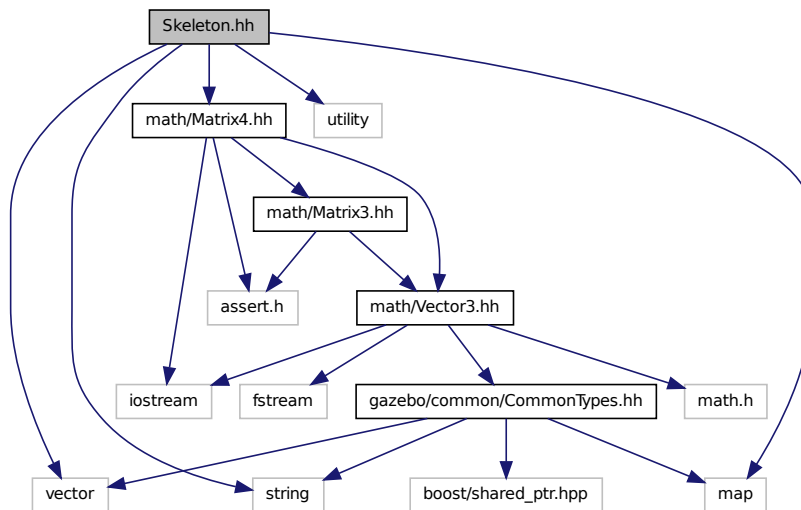 Skeleton.hh
math/Matrix4.hh
utility
math/Matrix3.hh
assert.h
math/Vector3.hh
iostream
fstream
gazebo/common/CommonTypes.hh
math.h
vector
string
boost/shared_ptr.hpp
map